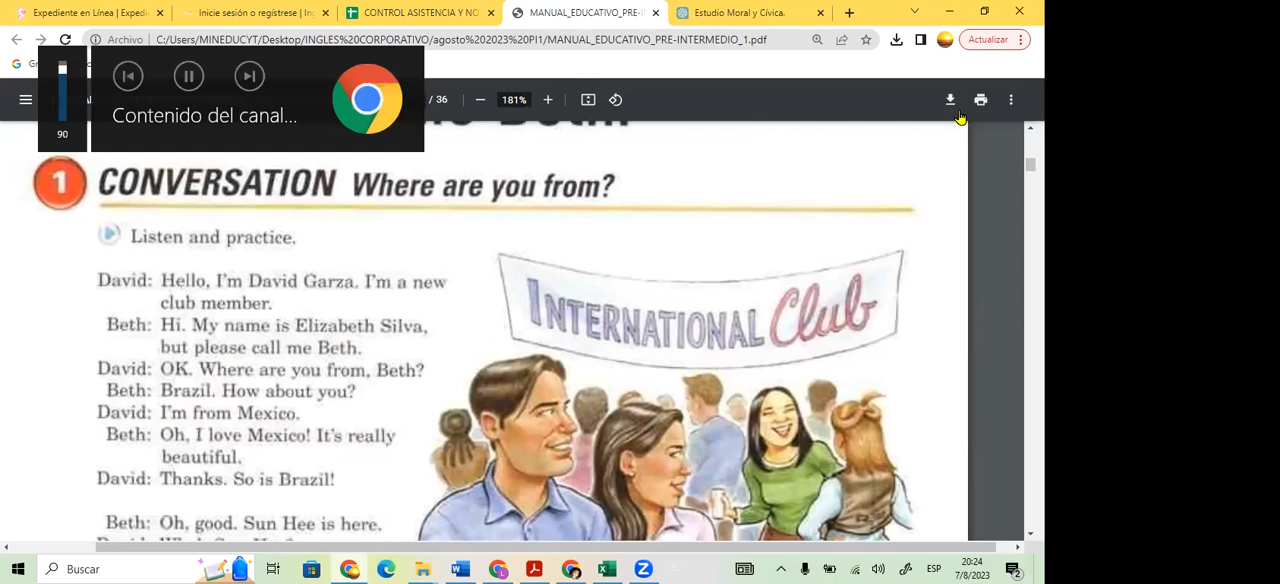 Expediente en Línea | Expedi
Inicie sesión o regístrese | In
CONTROL ASISTENCIA Y NO
MANUAL_EDUCATIVO_PRE-I
Estudio Moral y Cívica.
Archivo
C:/Users/MINEDUCYT/Desktop/INGLES%20CORPORATIVO/agosto%202023%20PI1/MANUAL_EDUCATIVO_PRE-INTERMEDIO_1.pdf
Actualizar
90
Contenido del canal...
/ 36
181%
1 CONVERSATION Where are you from?
Listen and practice.
David: Hello, I'm David Garza. I'm a new
club member.
Beth: Hi. My name is Elizabeth Silva,
but please call me Beth.
David: OK. Where are you from, Beth?
Beth: Brazil. How about you?
David: I'm from Mexico.
Beth: Oh, I love Mexico! It's really
beautiful.
David: Thanks. So is Brazil!
Beth: Oh, good. Sun Hee is here.
INTERNATIONAL Club
Buscar
ESP
20:24
7/8/2023
2